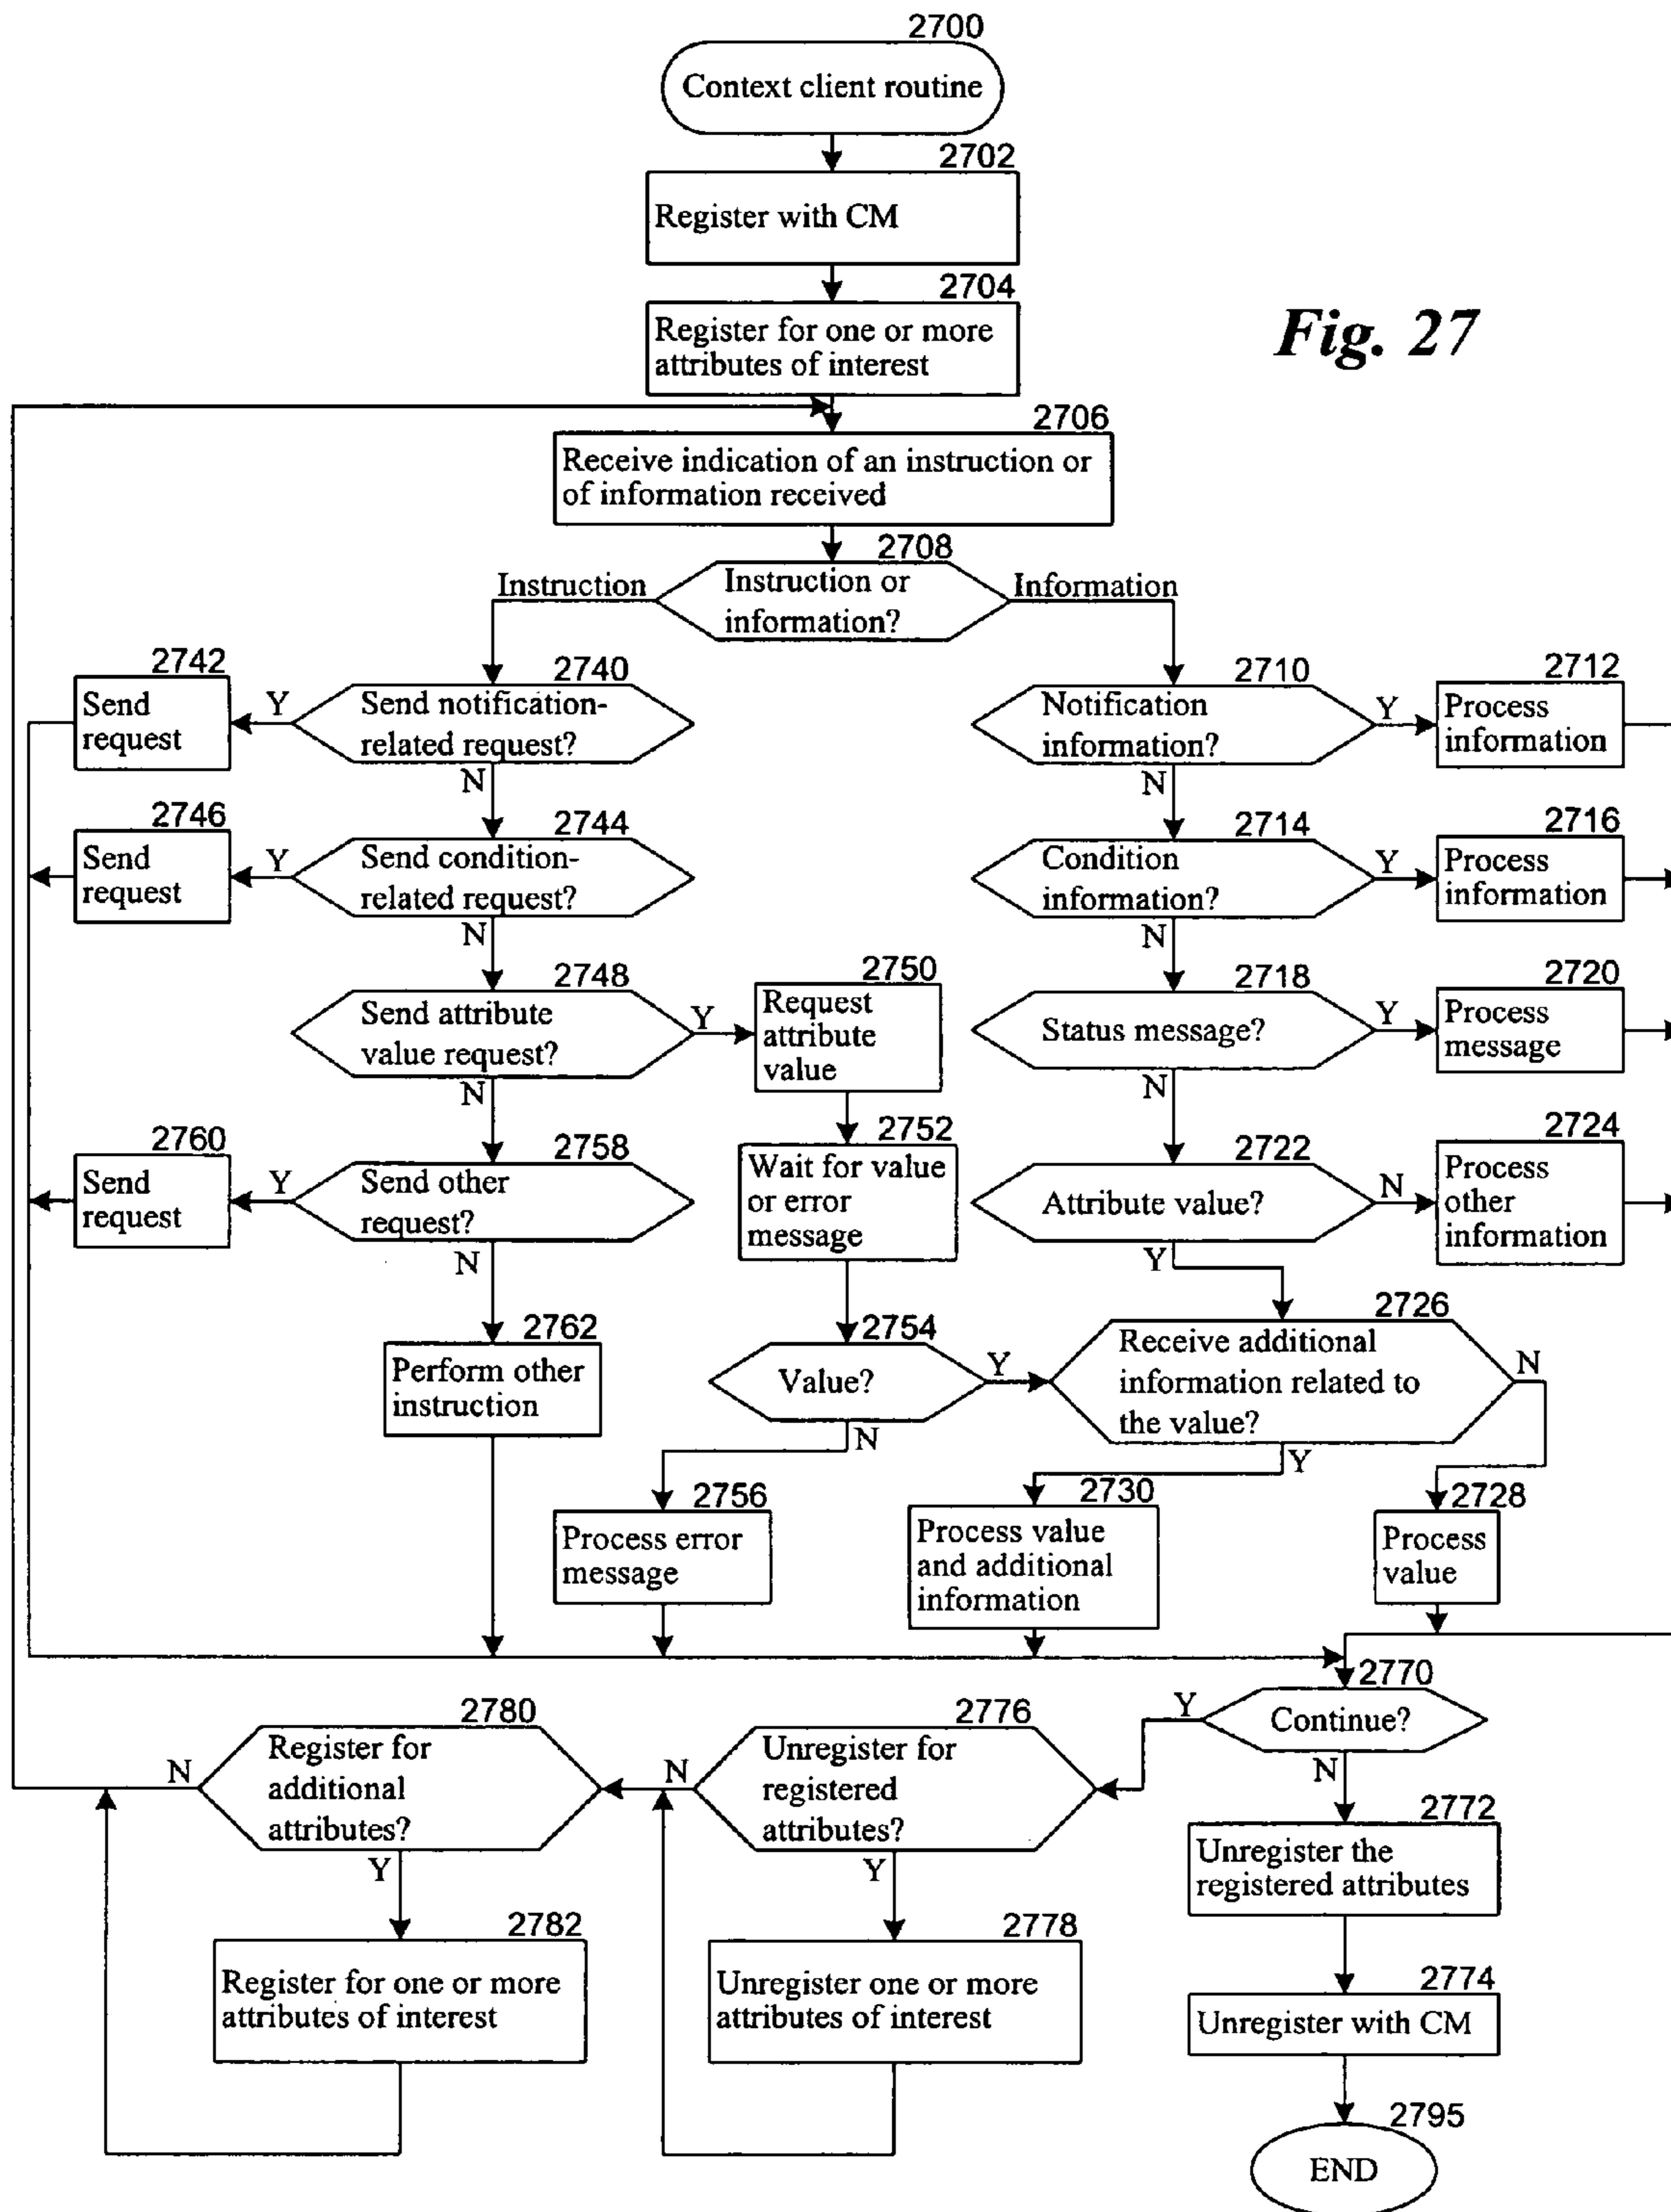 2700
Context client routine
2702
Register with CM
2704
Register for one or more
attributes of interest
Fig. 27
2706
Receive indication of an instruction or
of information received
2708
Instruction or
information?
Instruction
Information
2742
Send
request
Y
2740
Send notification-
related request?
N
2710
Notification
information?
Y
N
2712
Process
information
2746
Send
request
Y
2744
Send condition-
related request?
N
2714
Condition
information?
Y
N
2716
Process
information
2748
Send attribute
value request?
Y
N
2750
Request
attribute
value
2718
Status message?
Y
N
2720
Process
message
2760
Send
request
Y
2758
Send other
request?
N
2752
Wait for value
or error
message
2722
Attribute value?
N
Y
2724
Process
other
information
2762
Perform other
instruction
2754
Value?
Y
N
2726
Receive additional
information related to
the value?
N
Y
2756
Process error
message
2730
Process value
and additional
information
2728
Process
value
2770
Continue?
Y
N
2780
Register for
additional
attributes?
N
Y
2776
Unregister for
registered
attributes?
N
Y
2772
Unregister the
registered attributes
2782
Register for one or more
attributes of interest
2778
Unregister one or more
attributes of interest
2774
Unregister with CM
2795
END